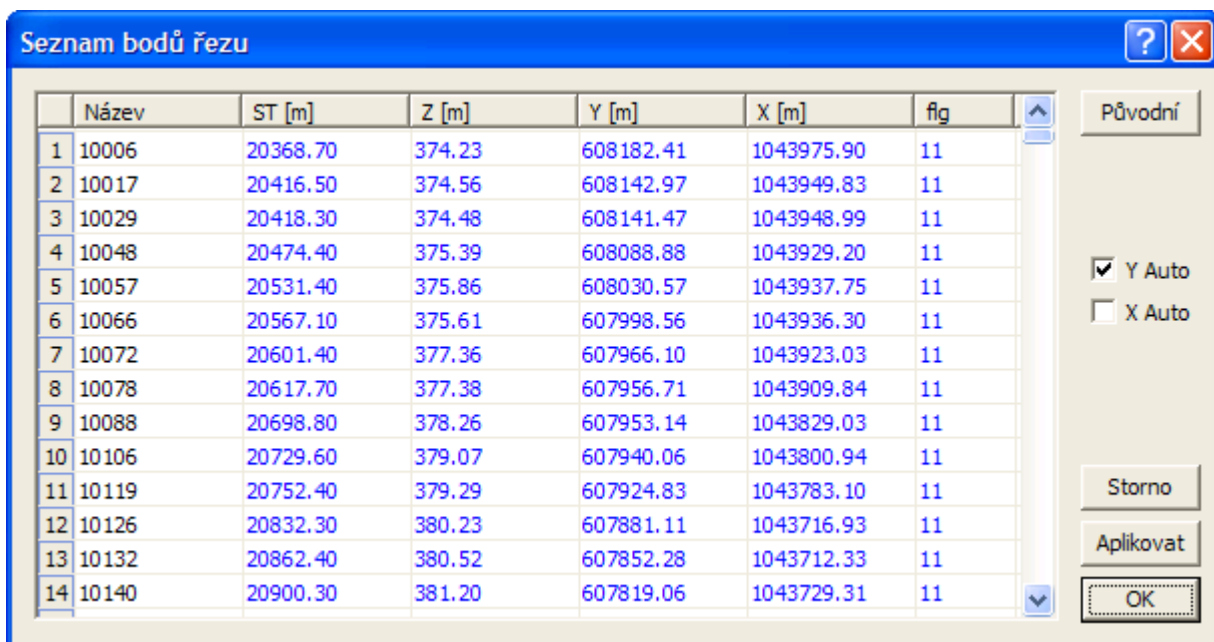 Seznam bodů řezu
Název ST [m] Z [m] Y [m] X [m] flg
1 10006 20368.70 374.23 608182.41 1043975.90 11
2 10017 20416.50 374.56 608142.97 1043949.83 11
3 10029 20418.30 374.48 608141.47 1043948.99 11
4 10048 20474.40 375.39 608088.88 1043929.20 11
5 10057 20531.40 375.86 608030.57 1043937.75 11
6 10066 20567.10 375.61 607998.56 1043936.30 11
7 10072 20601.40 377.36 607966.10 1043923.03 11
8 10078 20617.70 377.38 607956.71 1043909.84 11
9 10088 20698.80 378.26 607953.14 1043829.03 11
10 10106 20729.60 379.07 607940.06 1043800.94 11
11 10119 20752.40 379.29 607924.83 1043783.10 11
12 10126 20832.30 380.23 607881.11 1043716.93 11
13 10132 20862.40 380.52 607852.28 1043712.33 11
14 10140 20900.30 381.20 607819.06 1043729.31 11
Původní
Y Auto
X Auto
Storno
Aplikovat
OK